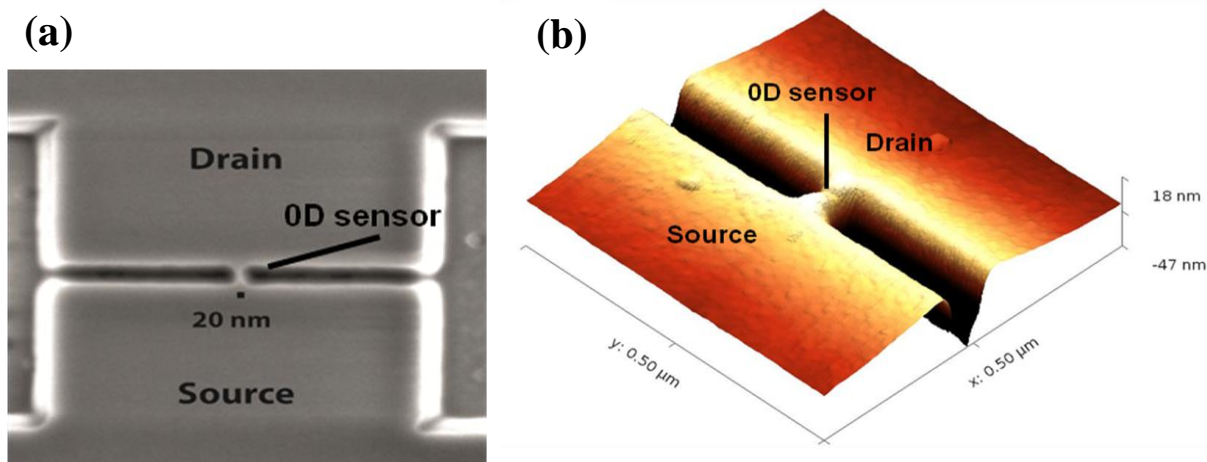 (a)
Drain
0D sensor
20 nm
Source
(b)
0D sensor
Drain
Source
18 nm
-47 nm
y: 0.50 µm
x: 0.50 µm